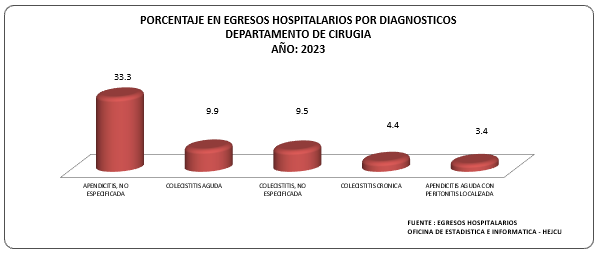 PORCENTAJE EN EGRESOS HOSPITALARIOS POR DIAGNOSTICOS
DEPARTAMENTO DE CIRUGIA
AÑO: 2023
33.3
9.9
9.5
4.4
3.4
APENDICITIS, NO
ESPECIFICADA
COLECISTITIS AGUDA
COLECISTITIS, NO
ESPECIFICADA
COLECISTITIS CRONICA
APENDICITIS AGUDA CON
PERITONITIS LOCALIZADA
FUENTE : EGRESOS HOSPITALARIOS
OFICINA DE ESTADISTICA E INFORMATICA - HEJCU